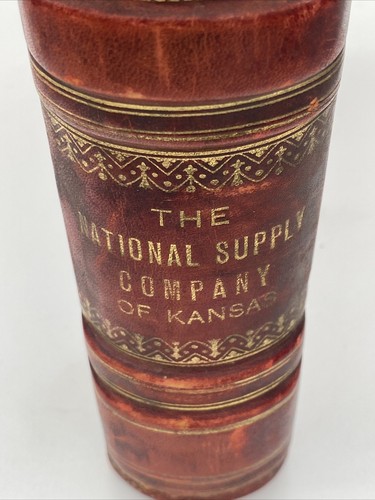 THE
NATIONAL SUPPLY
COMPANY
OF KANSAS